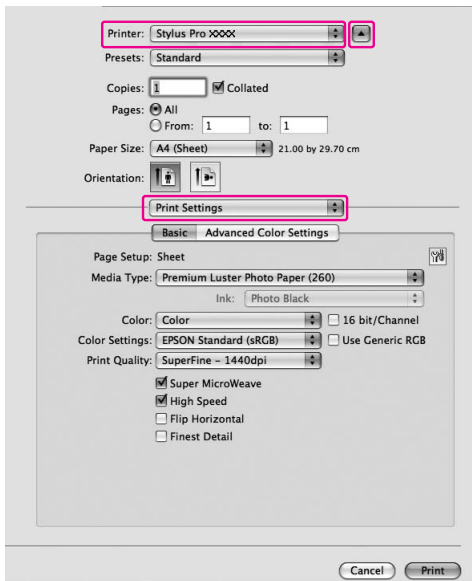 Printer: Stylus Pro XXXX
Presets: Standard
Copies: 1 Collated
Pages: All
From: 1 to: 1
Paper Size: A4 (Sheet) 21.00 by 29.70 cm
Orientation:
Print Settings
Basic Advanced Color Settings
Page Setup: Sheet
Media Type: Premium Luster Photo Paper (260)
Ink: Photo Black
Color: Color 16 bit/Channel
Color Settings: EPSON Standard (sRGB) Use Generic RGB
Print Quality: SuperFine - 1440dpi
Super MicroWeave
High Speed
Flip Horizontal
Finest Detail
Cancel Print